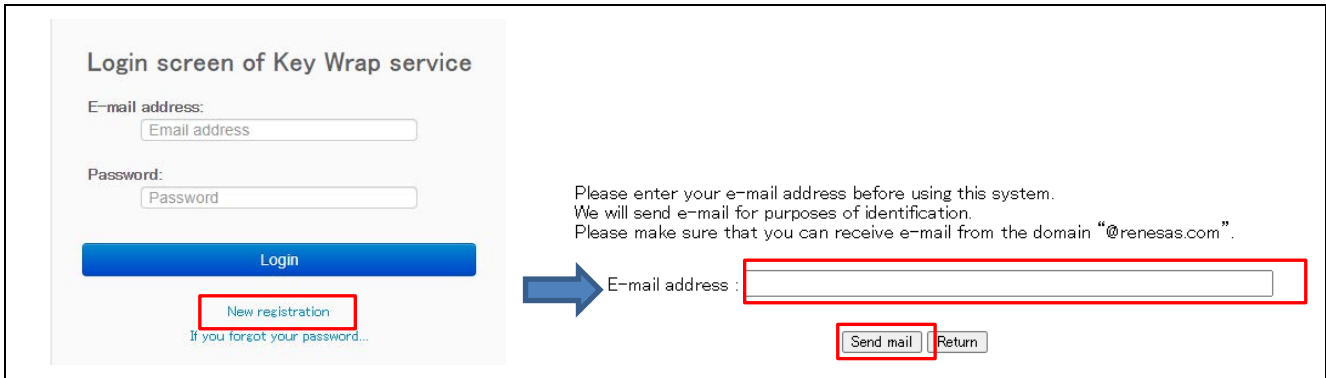 Login screen of Key Wrap service
E-mail address:
Email address
Password:
Password
Login
New registration
If you forgot your password...
Please enter your e-mail address before using this system.
We will send e-mail for purposes of identification.
Please make sure that you can receive e-mail from the domain “@renesas.com”.
E-mail address :
Send mail Return